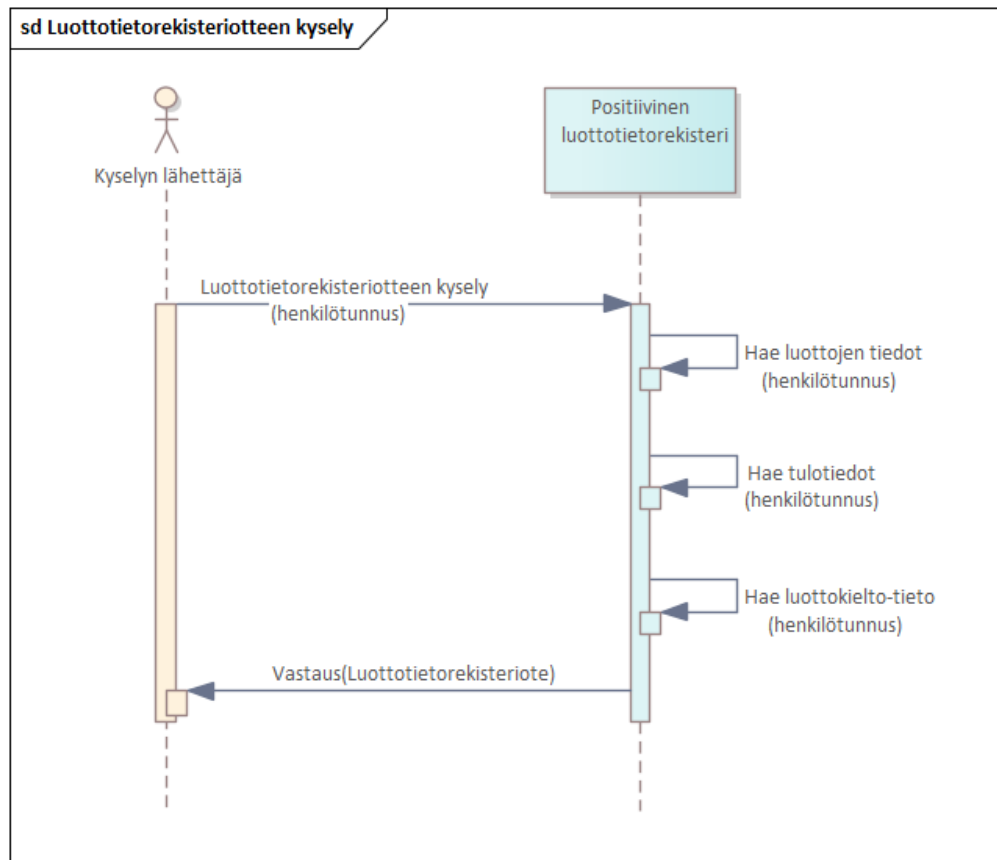 sd Luottotietorekisteriotteen kysely
Kyselyn lähettäjä
Positiivinen
luottotietorekisteri
Luottotietorekisteriotteen kysely
(henkilötunnus)
Hae luottojen tiedot
(henkilötunnus)
Hae tulotiedot
(henkilötunnus)
Hae luottokielto-tieto
(henkilötunnus)
Vastaus(Luottotietorekisteriote)